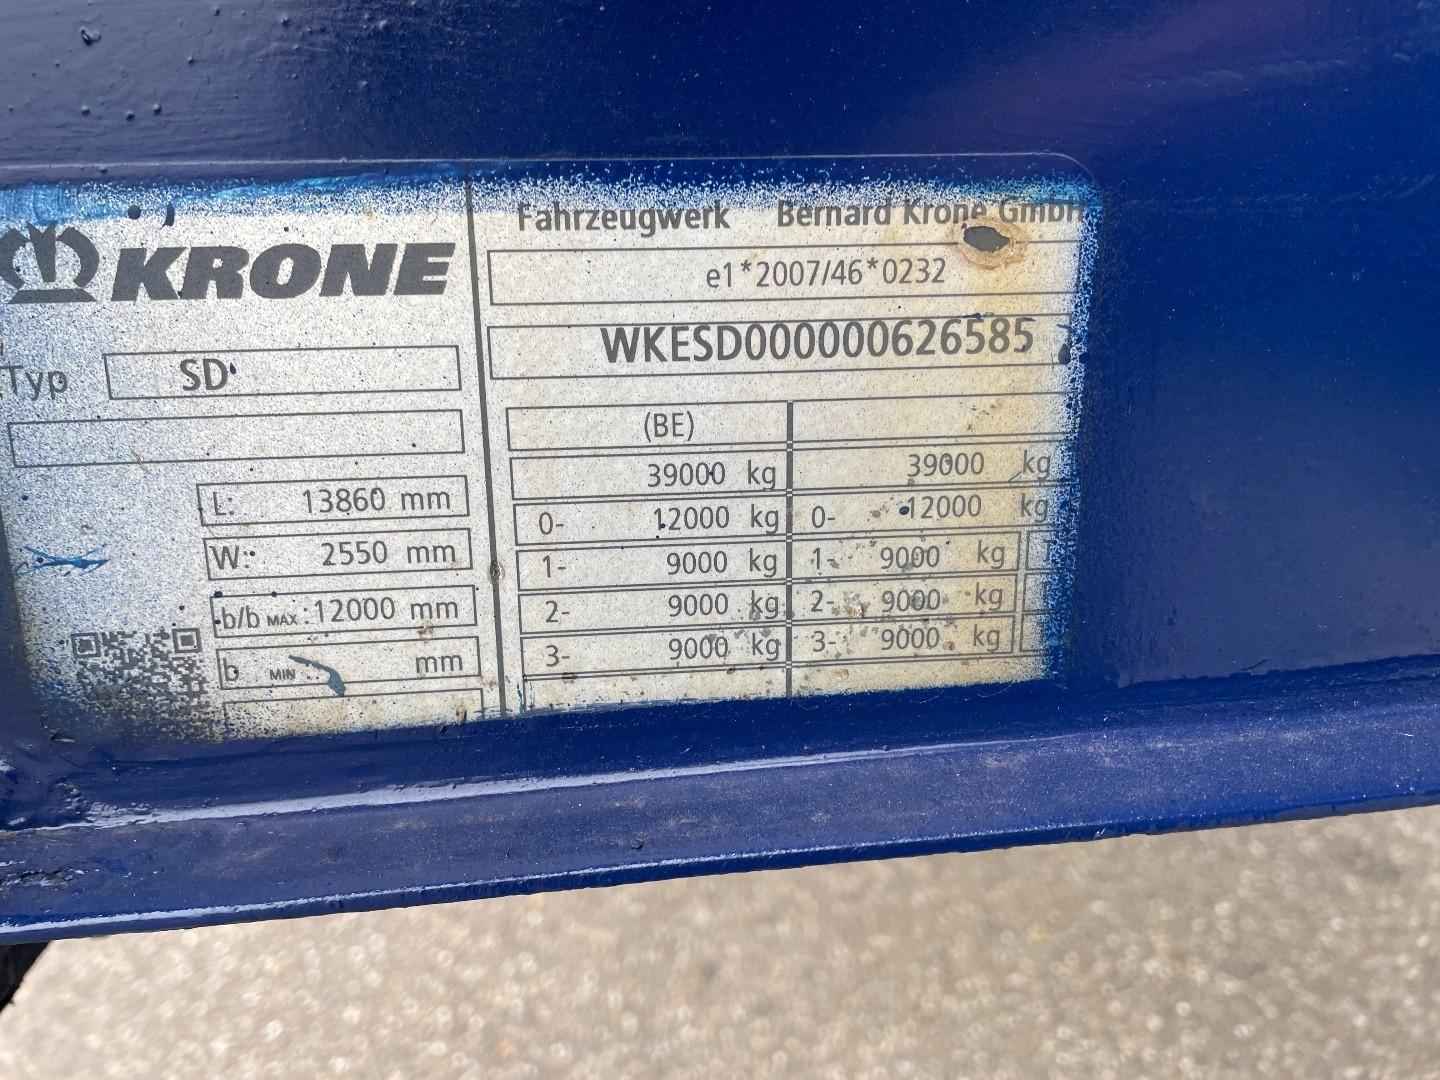 KRONE
Typ SD
L: 13860 mm
W: 2550 mm
b/b MAX : 12000 mm
b MIN : mm
Fahrzeugwerk Bernard Krone GmbH
e1*2007/46*0232
WKESD000000626585
(BE)
39000 kg 39000 kg
0- 12000 kg 0- 12000 kg
1- 9000 kg 1- 9000 kg
2- 9000 kg 2- 9000 kg
3- 9000 kg 3- 9000 kg